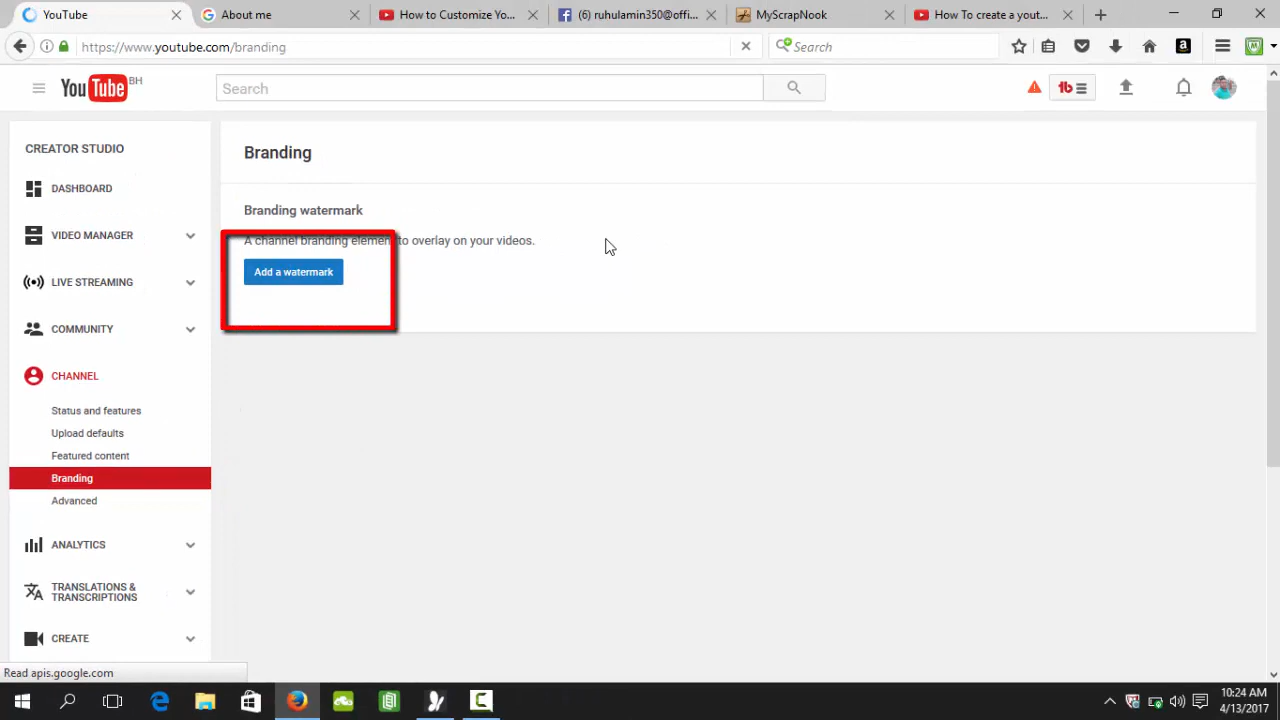 YouTube
About me
How to Customize Yo...
(6) ruhulamin350@offi...
MyScrapNook
How To create a yout...
https://www.youtube.com/branding
Search
YouTube BH
Search
CREATOR STUDIO
DASHBOARD
VIDEO MANAGER
LIVE STREAMING
COMMUNITY
CHANNEL
Status and features
Upload defaults
Featured content
Branding
Advanced
ANALYTICS
TRANSLATIONS &
TRANSCRIPTIONS
CREATE
Branding
Branding watermark
A channel branding element to overlay on your videos.
Add a watermark
Read apis.google.com
10:24 AM
4/13/2017